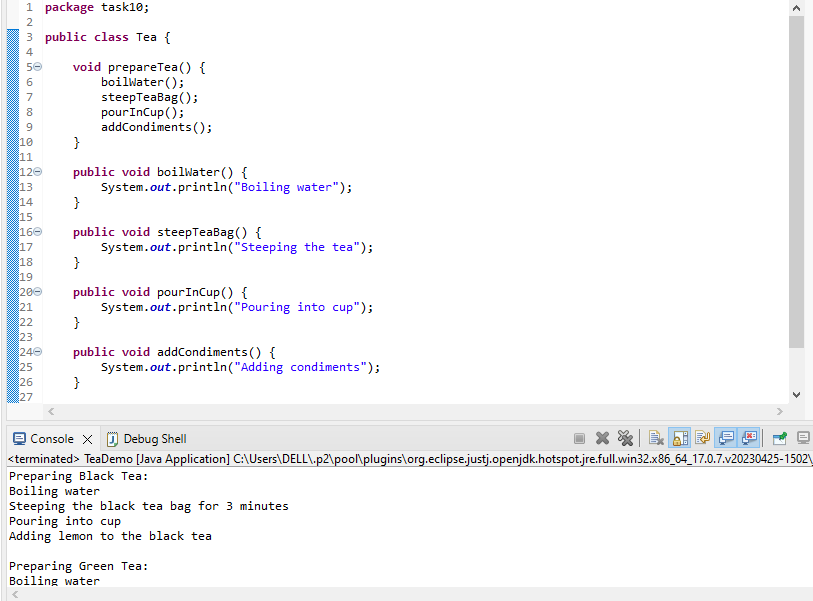 1 package task10;
2
3 public class Tea {
4
5 void prepareTea() {
6 boilWater();
7 steepTeaBag();
8 pourInCup();
9 addCondiments();
10 }
11
12 public void boilWater() {
13 System.out.println("Boiling water");
14 }
15
16 public void steepTeaBag() {
17 System.out.println("Steeping the tea");
18 }
19
20 public void pourInCup() {
21 System.out.println("Pouring into cup");
22 }
23
24 public void addCondiments() {
25 System.out.println("Adding condiments");
26 }
27
Console Debug Shell
<terminated> TeaDemo [Java Application] C:\Users\DELL\.p2\pool\plugins\org.eclipse.justj.openjdk.hotspot.jre.full.win32.x86_64_17.0.7.v20230425-1502\
Preparing Black Tea:
Boiling water
Steeping the black tea bag for 3 minutes
Pouring into cup
Adding lemon to the black tea

Preparing Green Tea:
Boiling water